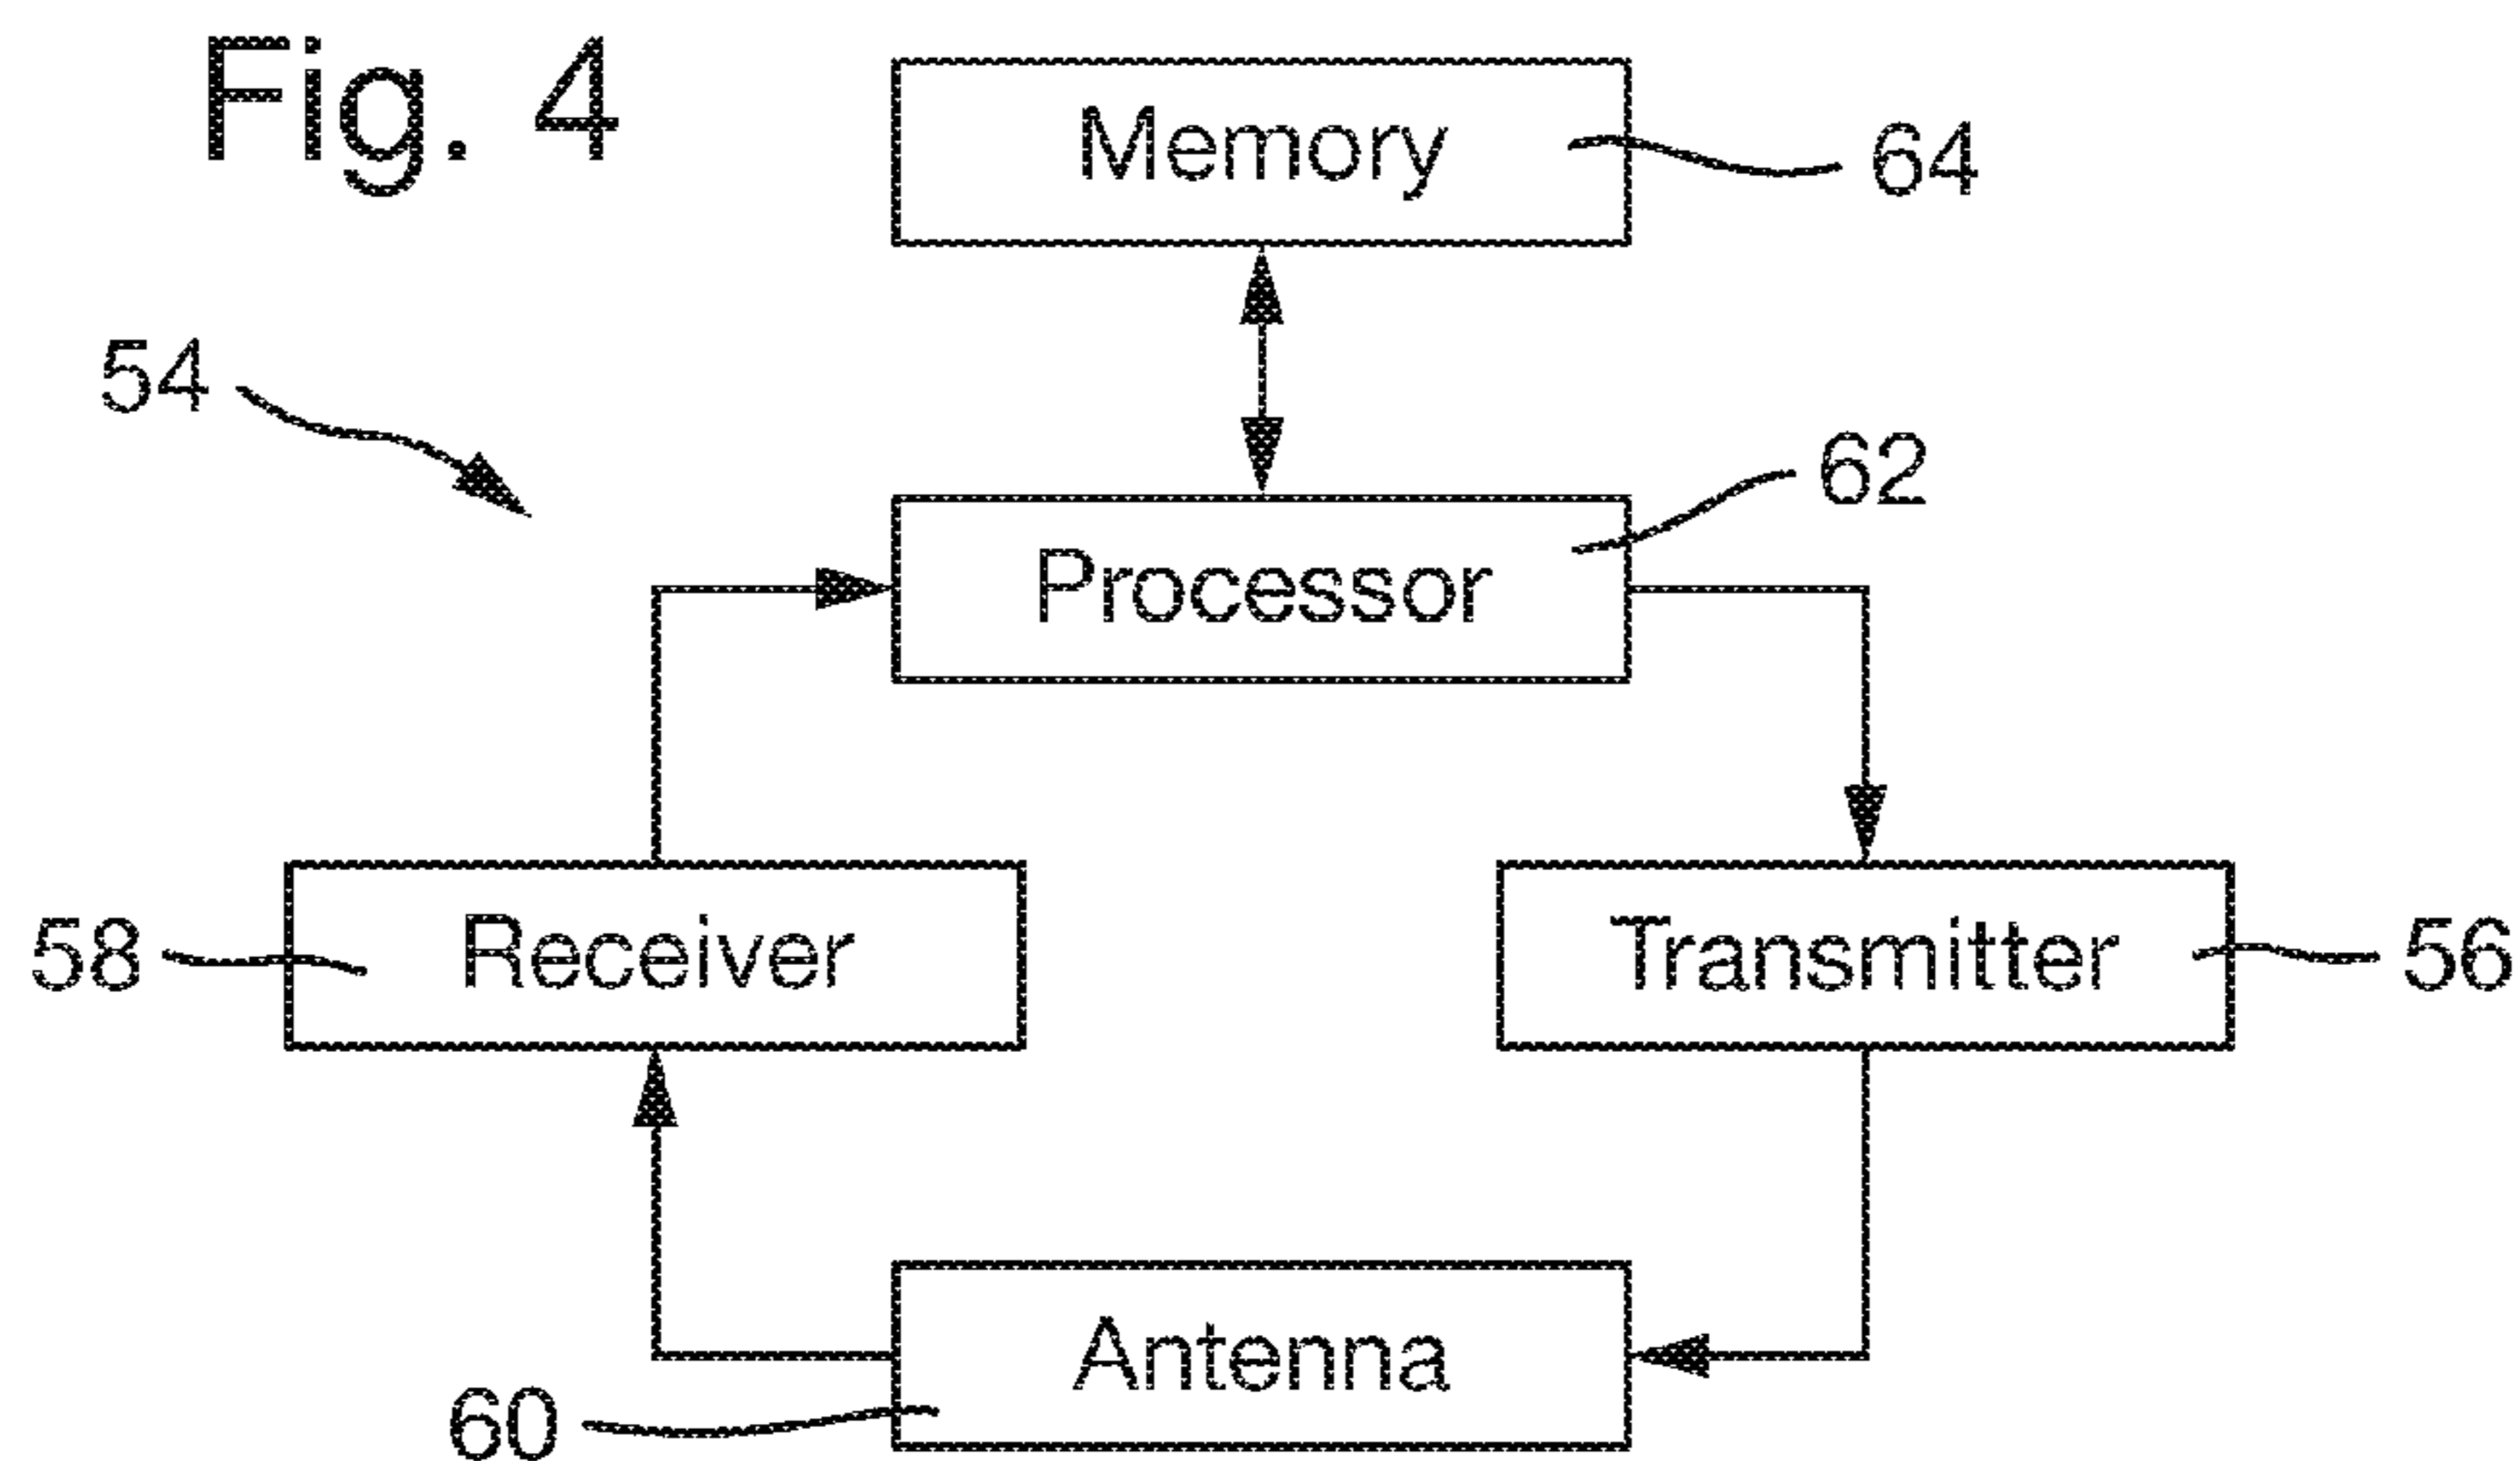 Fig. 4
Memory
64
54
62
Processor
58
Receiver
Transmitter
56
Antenna
60